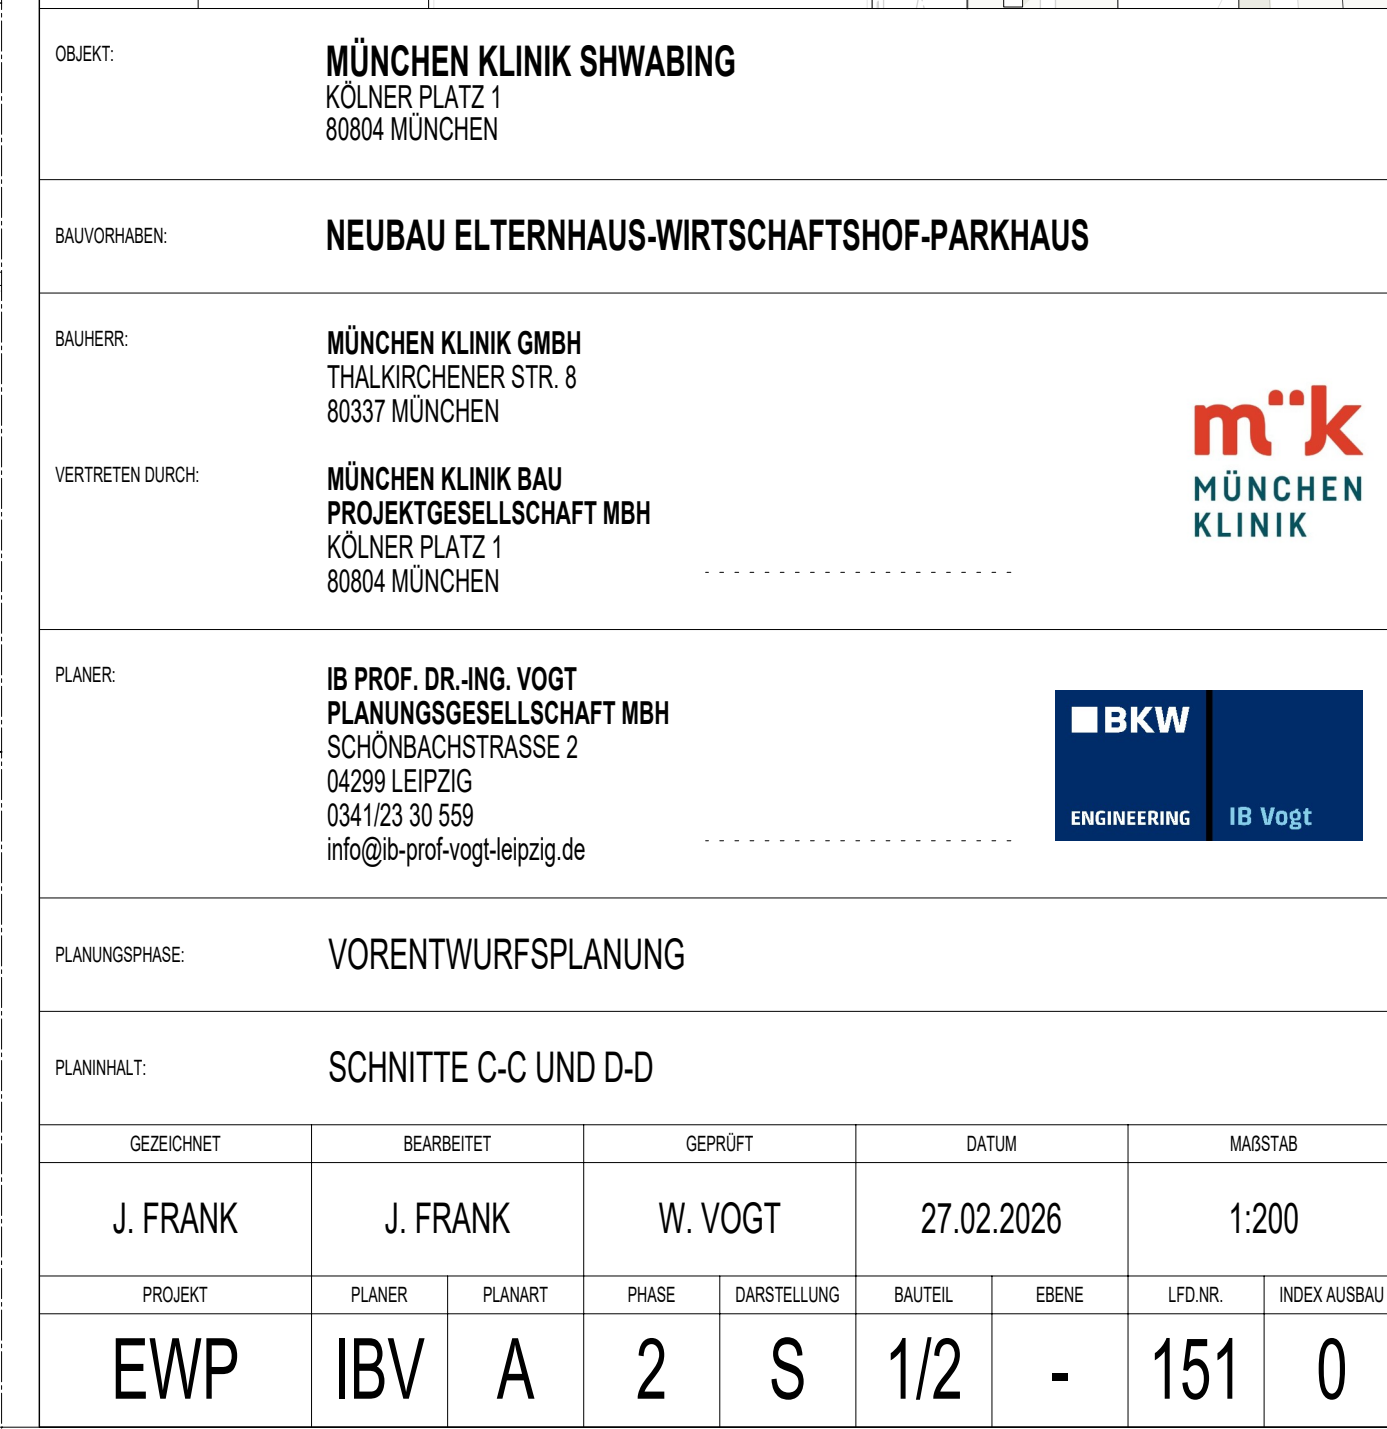 OBJEKT:
MÜNCHEN KLINIK SHWABING
KÖLNER PLATZ 1
80804 MÜNCHEN
BAUVORHABEN:
NEUBAU ELTERNHAUS-WIRTSCHAFTSHOF-PARKHAUS
BAUHERR:
MÜNCHEN KLINIK GMBH
THALKIRCHENER STR. 8
80337 MÜNCHEN
m¨k
MÜNCHEN
KLINIK
VERTRETEN DURCH:
MÜNCHEN KLINIK BAU
PROJEKTGESELLSCHAFT MBH
KÖLNER PLATZ 1
80804 MÜNCHEN
PLANER:
IB PROF. DR.-ING. VOGT
PLANUNGSGESELLSCHAFT MBH
SCHÖNBACHSTRASSE 2
04299 LEIPZIG
0341/23 30 559
info@ib-prof-vogt-leipzig.de
BKW
ENGINEERING IB Vogt
PLANUNGSPHASE:
VORENTWURFSPLANUNG
PLANINHALT:
SCHNITTE C-C UND D-D
GEZEICHNET BEARBEITET GEPRÜFT DATUM MAßSTAB
J. FRANK J. FRANK W. VOGT 27.02.2026 1:200
PROJEKT PLANER PLANART PHASE DARSTELLUNG BAUTEIL EBENE LFD.NR. INDEX AUSBAU
EWP IBV A 2 S 1/2 - 151 0